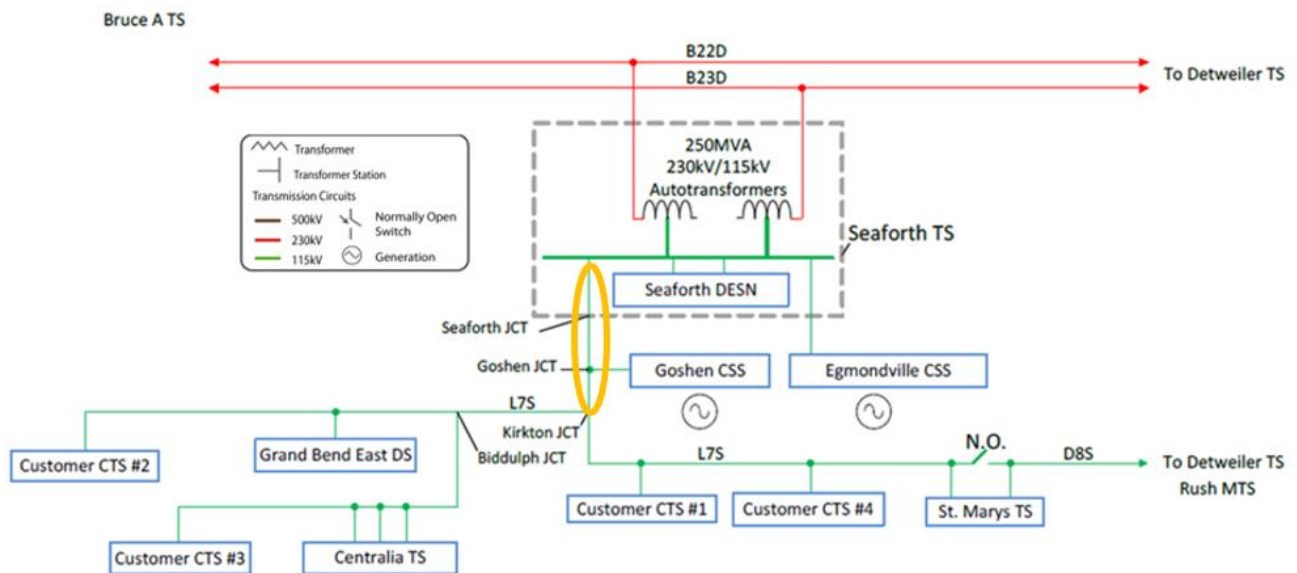 Bruce A TS
B22D
B23D
To Detweiler TS
Transformer
Transformer Station
Transmission Circuits
500kV
230kV
115kV
Normally Open
Switch
Generation
250MVA
230kV/115kV
Autotransformers
Seaforth TS
Seaforth DESN
Seaforth JCT
Goshen JCT
Goshen CSS
Egmondville CSS
L7S
Kirkton JCT
Biddulph JCT
Customer CTS #2
Grand Bend East DS
L7S
N.O.
D8S
To Detweiler TS
Rush MTS
Customer CTS #1
Customer CTS #4
St. Marys TS
Customer CTS #3
Centralia TS